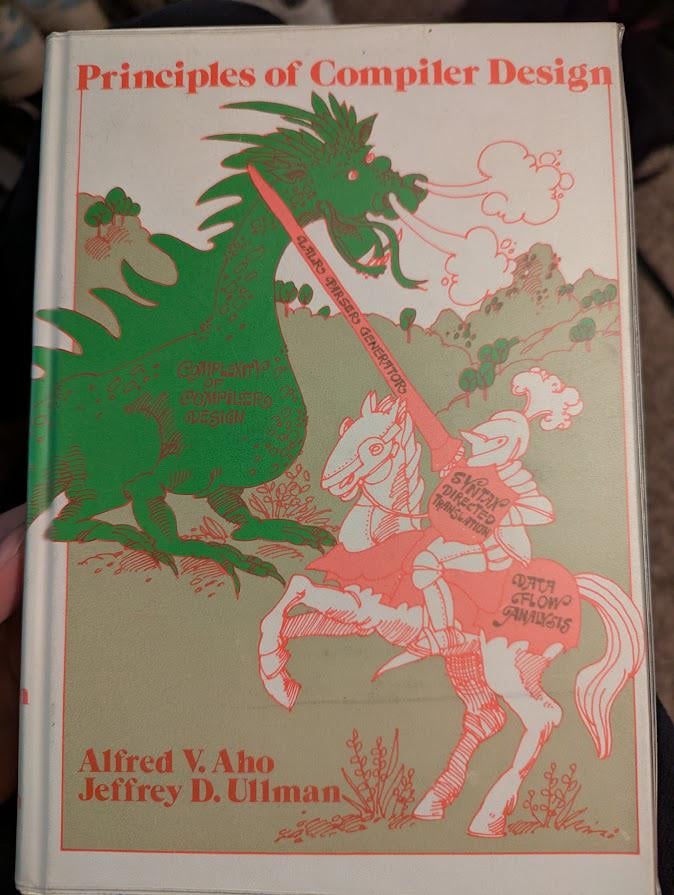 Principles of Compiler Design
LALR PARSER GENERATOR
COMPLEXITY
OF
COMPILER
DESIGN
SYNTAX
DIRECTED
TRANSLATION
DATA
FLOW
ANALYSIS
Alfred V. Aho
Jeffrey D. Ullman